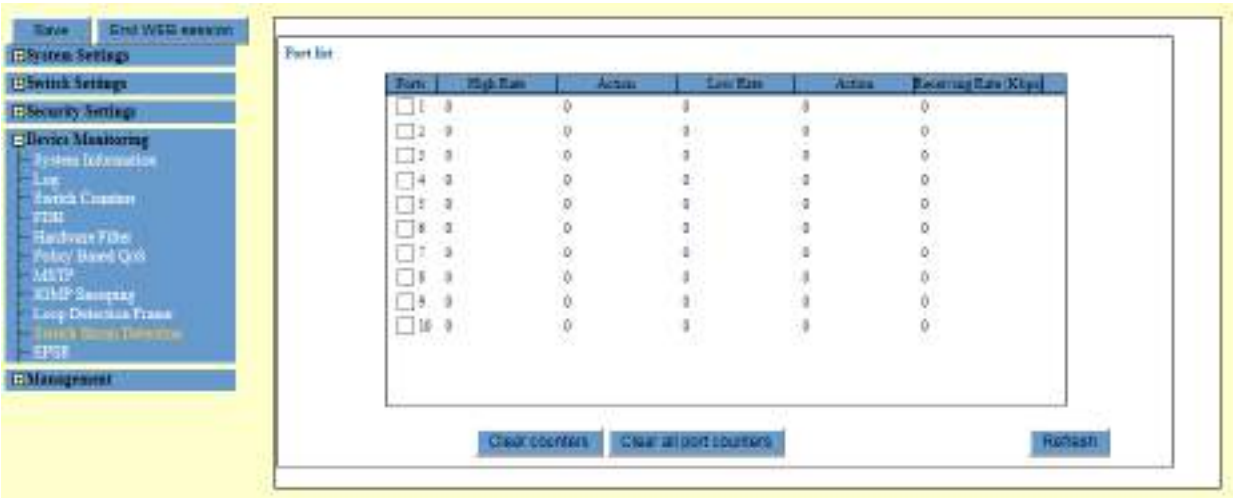 Save End WEB session
System Settings
Switch Settings
Security Settings
Device Monitoring
System Information
Log
Switch Counters
FDB
Hardware Filter
Policy Based QoS
MSTP
IGMP Snooping
Loop Detection Frame
Switch Storm Detection
EPSR
Management
Port list
Ports High Rate Action Low Rate Action Receiving Rate (Kbps)
1 0 0 0 0 0
2 0 0 0 0 0
3 0 0 0 0 0
4 0 0 0 0 0
5 0 0 0 0 0
6 0 0 0 0 0
7 0 0 0 0 0
8 0 0 0 0 0
9 0 0 0 0 0
10 0 0 0 0 0
Clear counters Clear all port counters Refresh